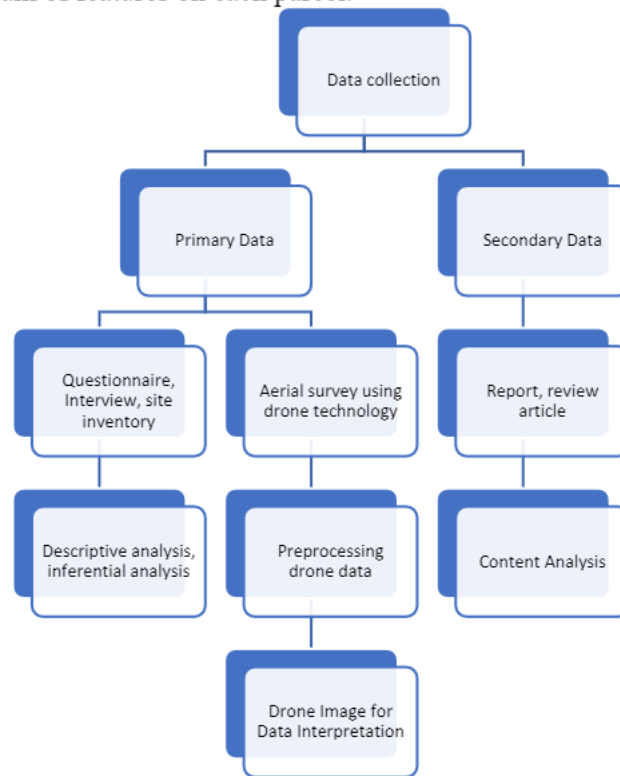 Data collection
Primary Data
Secondary Data
Questionnaire,
Interview, site
inventory
Aerial survey using
drone technology
Report, review
article
Descriptive analysis,
inferential analysis
Preprocessing
drone data
Content Analysis
Drone Image for
Data Interpretation